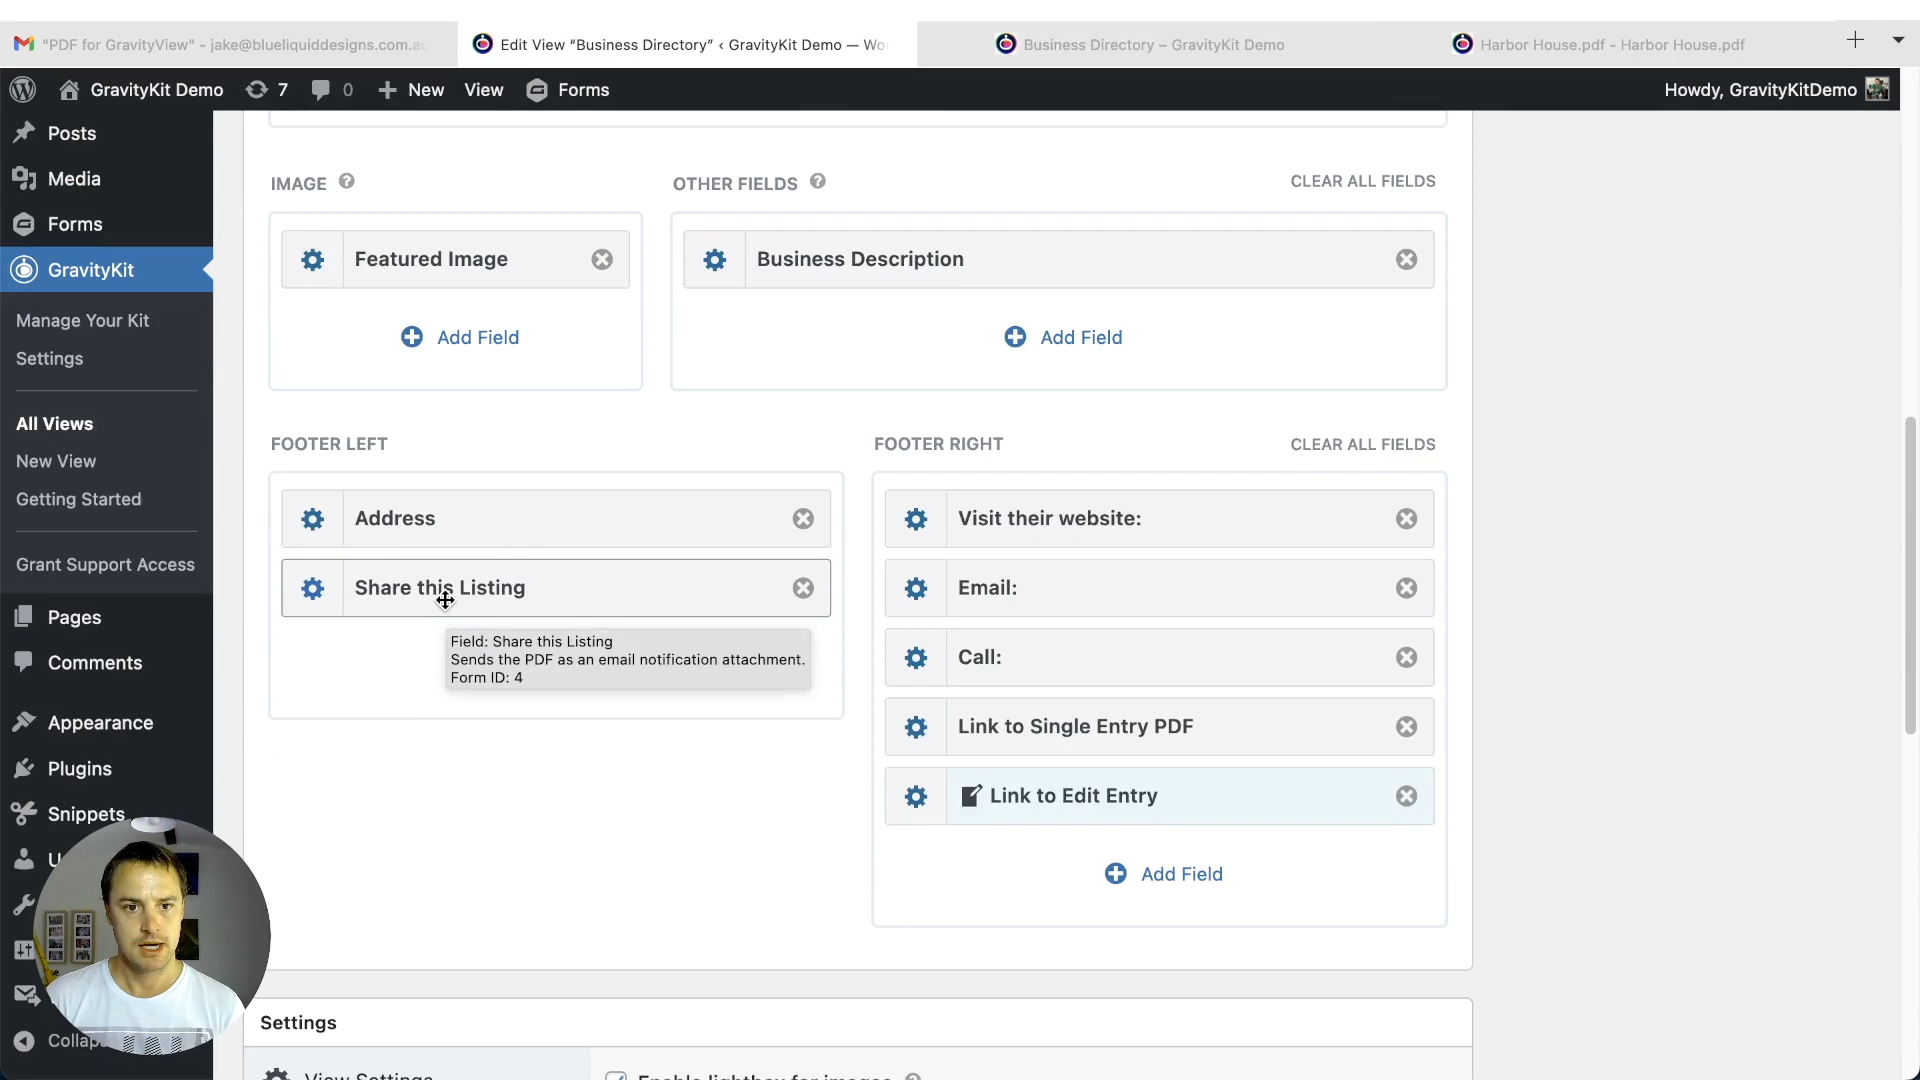 "PDF for GravityView" - jake@blueliquiddesigns.com.au
Edit View “Business Directory” ‹ GravityKit Demo — Wo
Business Directory – GravityKit Demo
Harbor House.pdf - Harbor House.pdf
GravityKit Demo
7
0
New
View
Forms
Howdy, GravityKitDemo
Posts
Media
Forms
GravityKit
Manage Your Kit
Settings
All Views
New View
Getting Started
Grant Support Access
Pages
Comments
Appearance
Plugins
Snippets
U
Collap
IMAGE
OTHER FIELDS
CLEAR ALL FIELDS
Featured Image
Business Description
Add Field
Add Field
FOOTER LEFT
FOOTER RIGHT
CLEAR ALL FIELDS
Address
Visit their website:
Share this Listing
Email:
Field: Share this Listing
Sends the PDF as an email notification attachment.
Form ID: 4
Call:
Link to Single Entry PDF
Link to Edit Entry
Add Field
Settings
View Settings
Enable lightbox for images